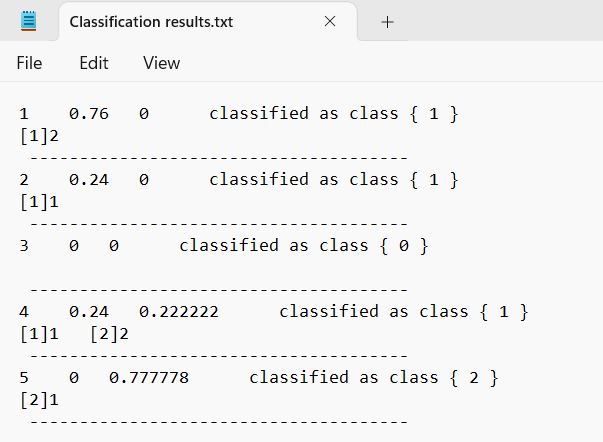 Classification results.txt
File Edit View
1 0.76 0 classified as class { 1 }
[1]2
--------------------------------------
2 0.24 0 classified as class { 1 }
[1]1
--------------------------------------
3 0 0 classified as class { 0 }
--------------------------------------
4 0.24 0.222222 classified as class { 1 }
[1]1 [2]2
--------------------------------------
5 0 0.777778 classified as class { 2 }
[2]1
--------------------------------------